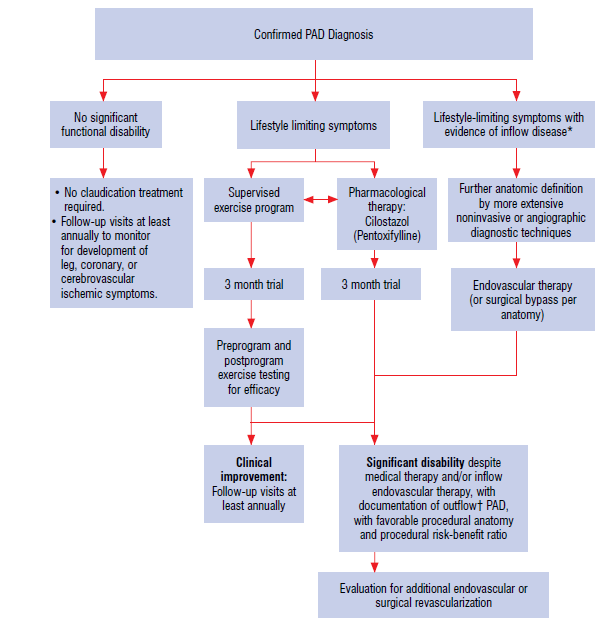 Confirmed PAD Diagnosis
No significant
functional disability
Lifestyle limiting symptoms
Lifestyle-limiting symptoms with
evidence of inflow disease*
• No claudication treatment
required.
• Follow-up visits at least
annually to monitor
for development of
leg, coronary, or
cerebrovascular
ischemic symptoms.
Supervised
exercise program
Pharmacological
therapy:
Cilostazol
(Pentoxifylline)
Further anatomic definition
by more extensive
noninvasive or angiographic
diagnostic techniques
3 month trial
3 month trial
Endovascular therapy
(or surgical bypass per
anatomy)
Preprogram and
postprogram
exercise testing
for efficacy
Clinical
improvement:
Follow-up visits at
least annually
Significant disability despite
medical therapy and/or inflow
endovascular therapy, with
documentation of outflow† PAD,
with favorable procedural anatomy
and procedural risk-benefit ratio
Evaluation for additional endovascular or
surgical revascularization